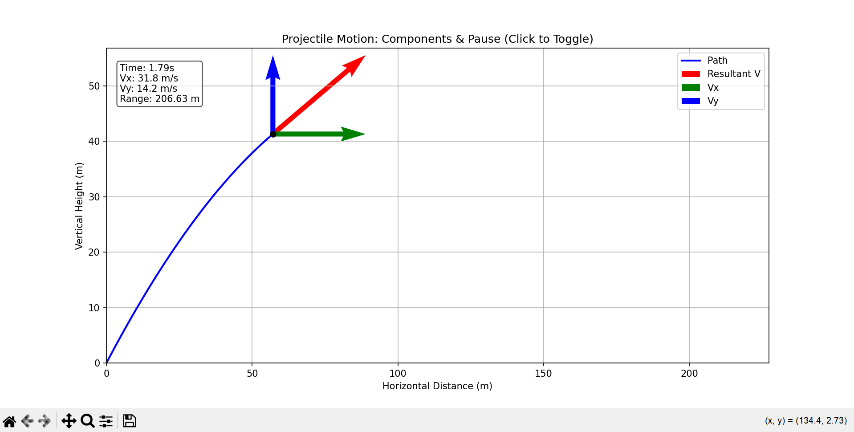 Projectile Motion: Components & Pause (Click to Toggle)
Time: 1.79s
Vx: 31.8 m/s
Vy: 14.2 m/s
Range: 206.63 m
Path
Resultant V
Vx
Vy
Vertical Height (m)
50
40
30
20
10
0
0
50
100
150
200
Horizontal Distance (m)
(x, y) = (134.4, 2.73)